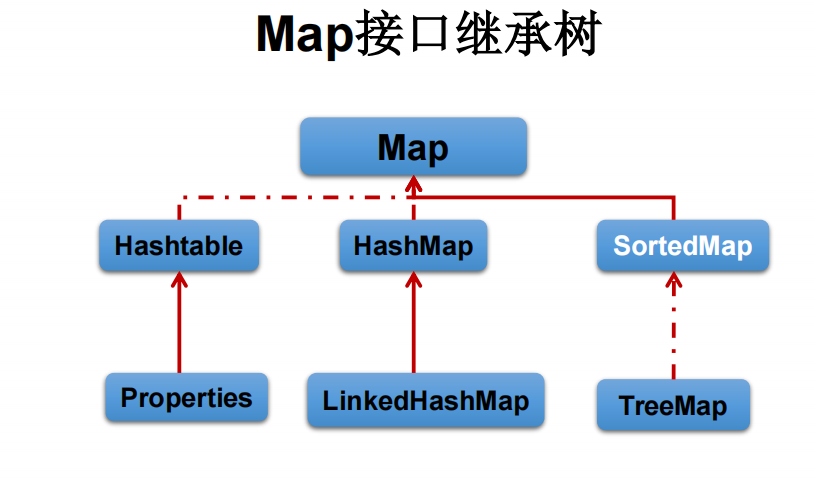 Map接口继承树
Map
Hashtable
HashMap
SortedMap
Properties
LinkedHashMap
TreeMap